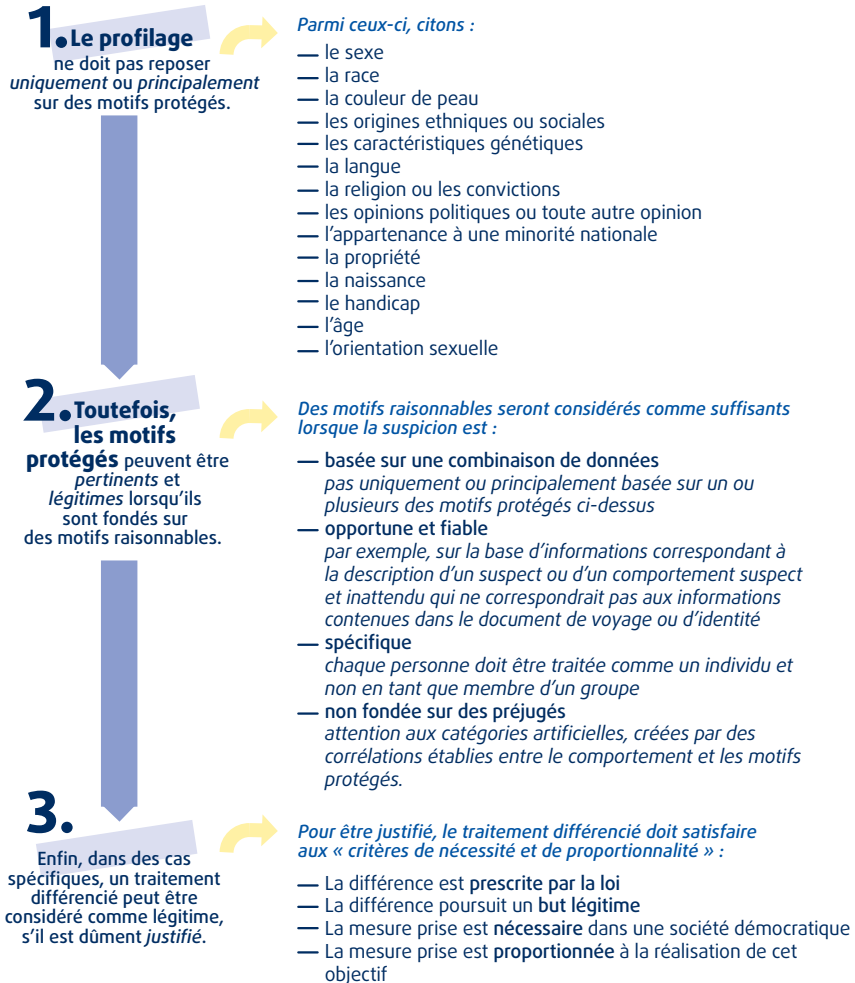 1. Le profilage
ne doit pas reposer
uniquement ou principalement
sur des motifs protégés.
Parmi ceux-ci, citons :
— le sexe
— la race
— la couleur de peau
— les origines ethniques ou sociales
— les caractéristiques génétiques
— la langue
— la religion ou les convictions
— les opinions politiques ou toute autre opinion
— l’appartenance à une minorité nationale
— la propriété
— la naissance
— le handicap
— l’âge
— l’orientation sexuelle
2. Toutefois,
les motifs
protégés peuvent être
pertinents et
légitimes lorsqu’ils
sont fondés sur
des motifs raisonnables.
Des motifs raisonnables seront considérés comme suffisants
lorsque la suspicion est :
— basée sur une combinaison de données
pas uniquement ou principalement basée sur un ou
plusieurs des motifs protégés ci-dessus
— opportune et fiable
par exemple, sur la base d’informations correspondant à
la description d’un suspect ou d’un comportement suspect
et inattendu qui ne correspondrait pas aux informations
contenues dans le document de voyage ou d’identité
— spécifique
chaque personne doit être traitée comme un individu et
non en tant que membre d’un groupe
— non fondée sur des préjugés
attention aux catégories artificielles, créées par des
corrélations établies entre le comportement et les motifs
protégés.
3.
Enfin, dans des cas
spécifiques, un traitement
différencié peut être
considéré comme légitime,
s’il est dûment justifié.
Pour être justifié, le traitement différencié doit satisfaire
aux « critères de nécessité et de proportionnalité » :
— La différence est prescrite par la loi
— La différence poursuit un but légitime
— La mesure prise est nécessaire dans une société démocratique
— La mesure prise est proportionnée à la réalisation de cet
objectif